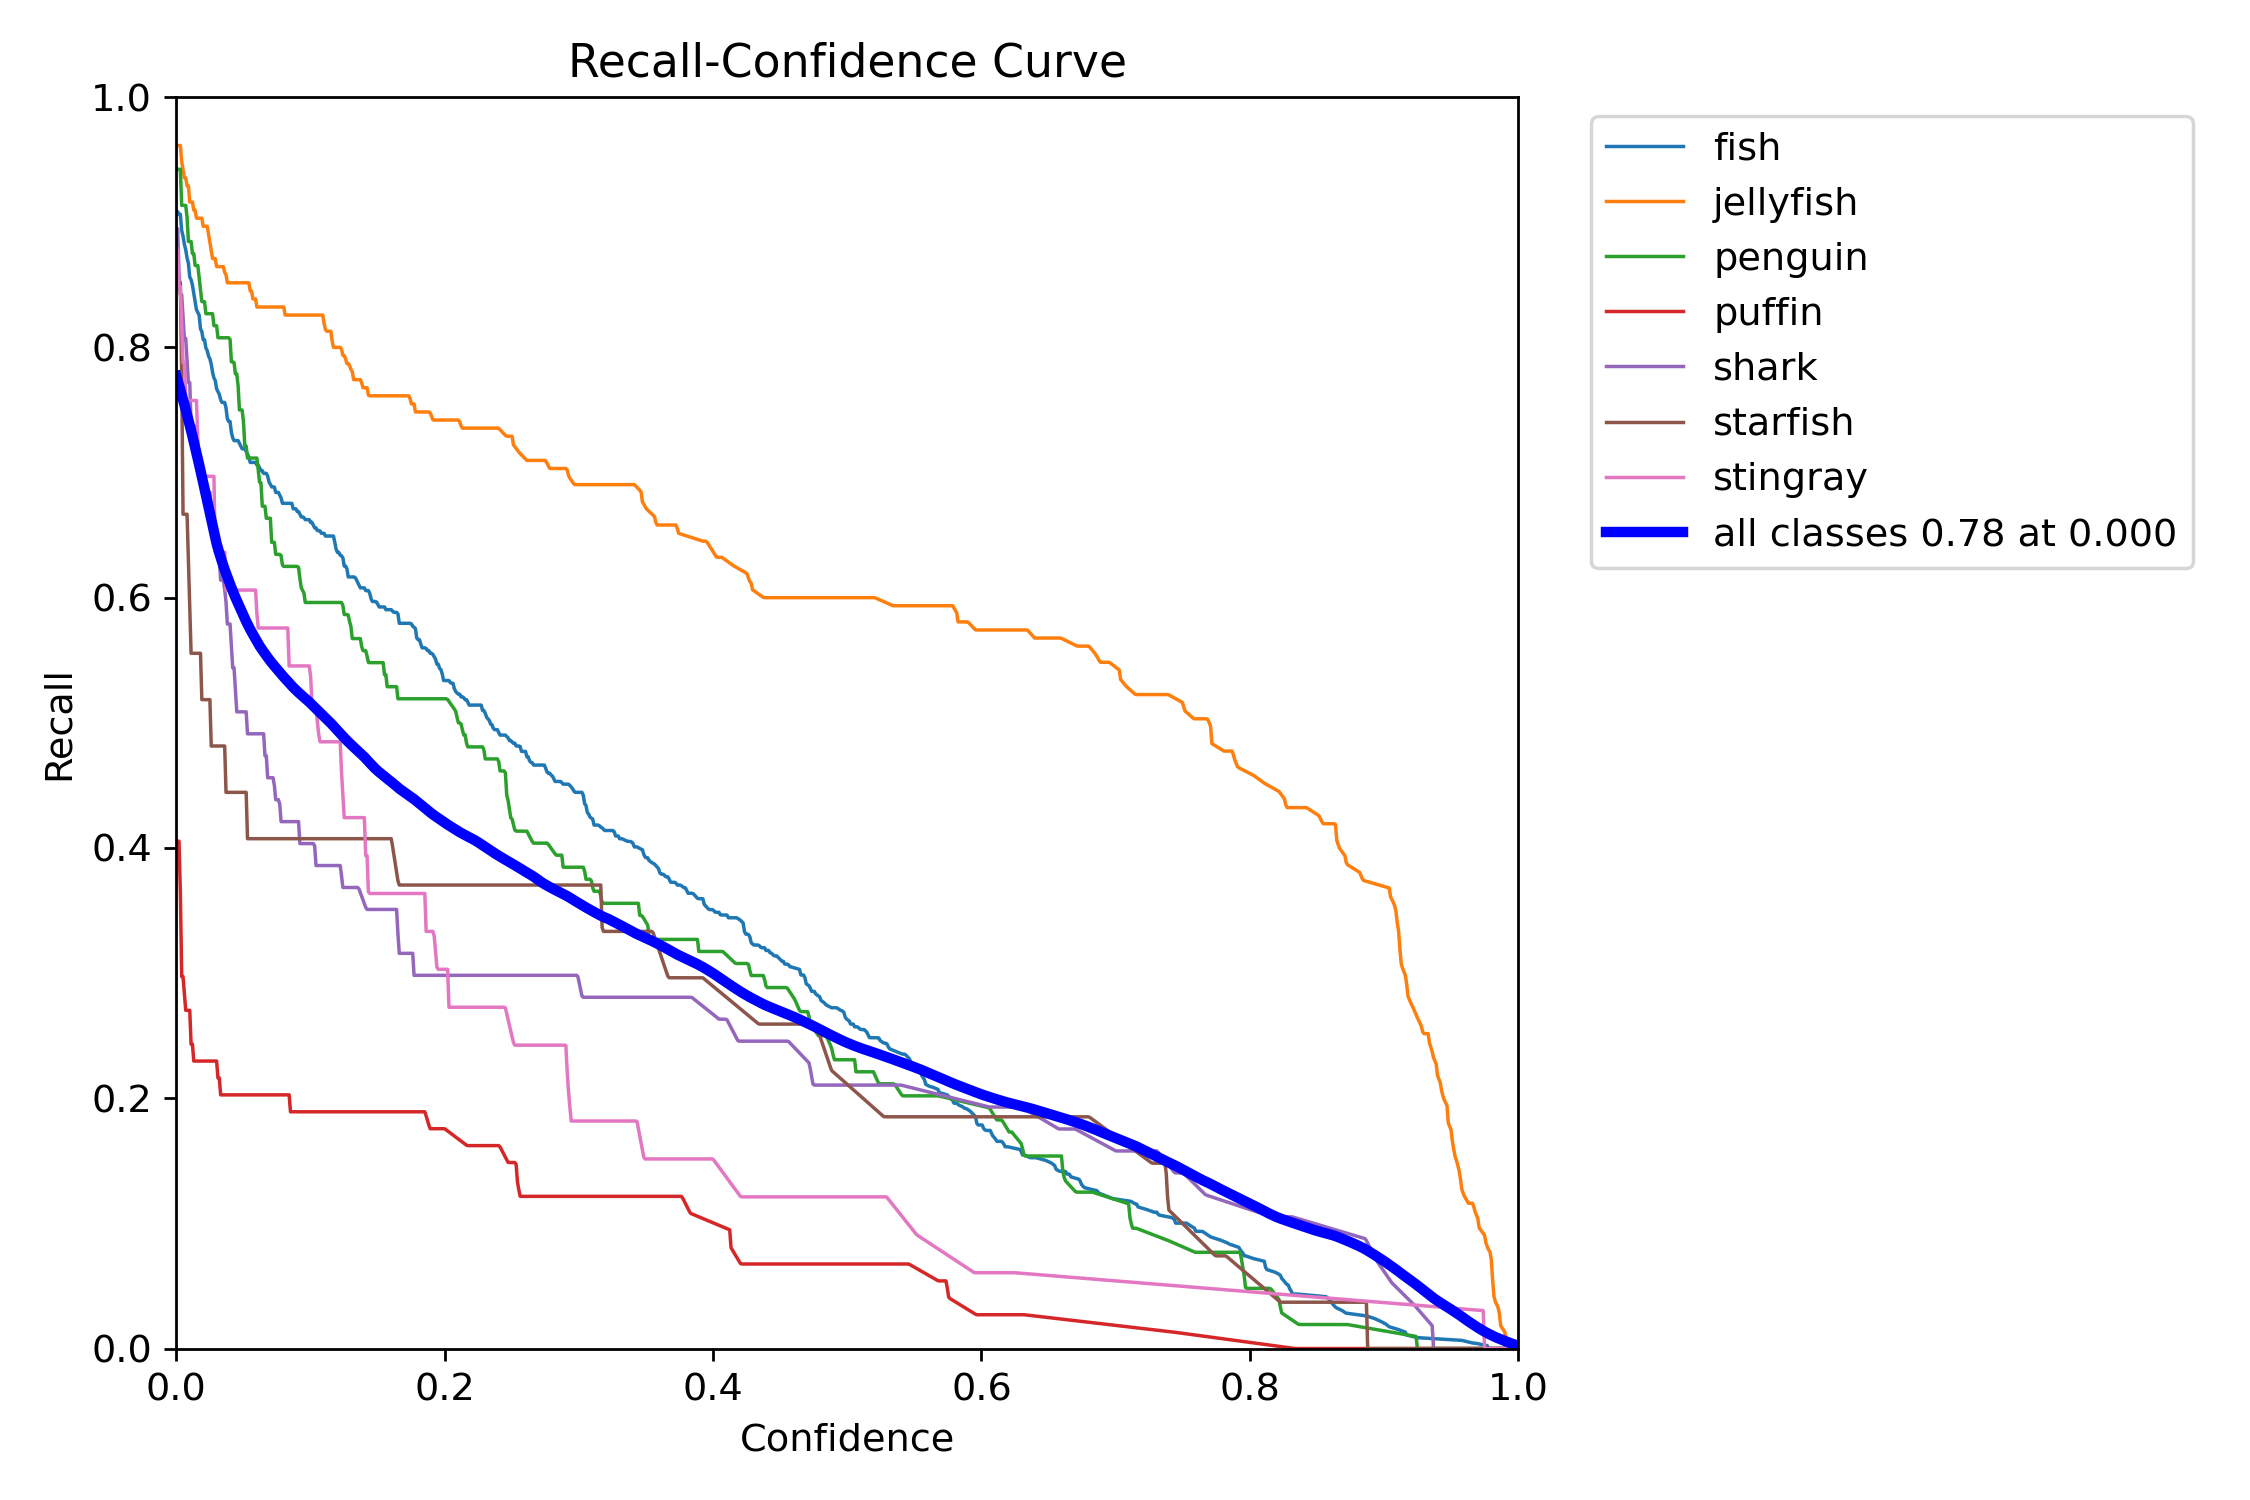 Recall-Confidence Curve
1.0
0.8
0.6
0.4
0.2
0.0
Recall
0.0 0.2 0.4 0.6 0.8 1.0
Confidence
fish
jellyfish
penguin
puffin
shark
starfish
stingray
all classes 0.78 at 0.000